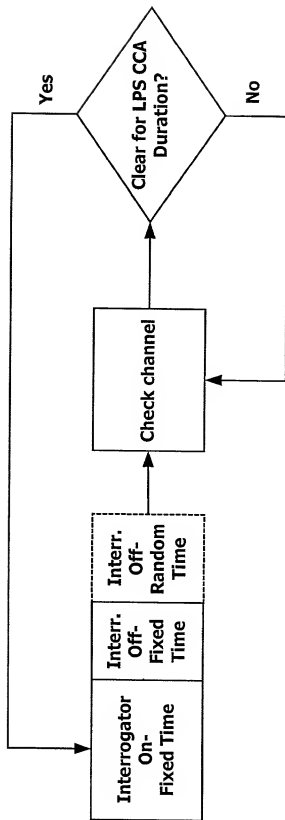 Interrogator
On-
Fixed Time
Interr.
Off-
Fixed
Time
Interr.
Off-
Random
Time
Check channel
Clear for LPS CCA
Duration?
Yes
No